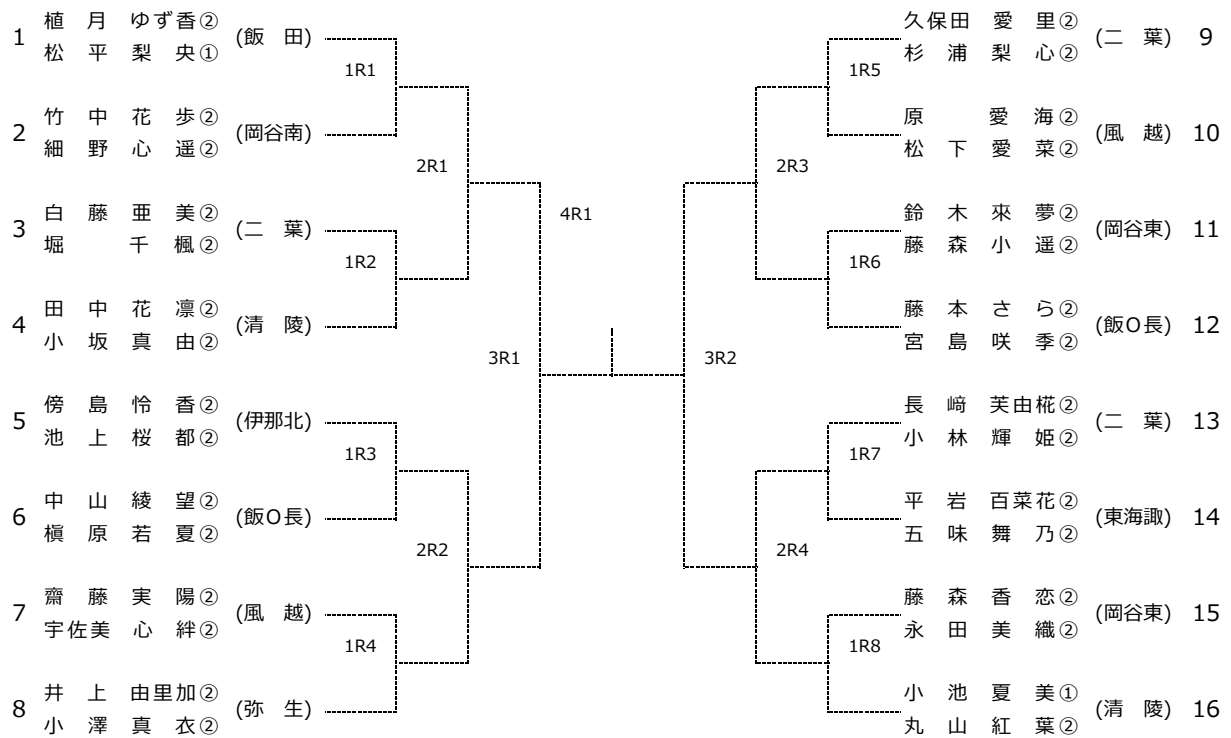 1 植月 ゆず香② (飯田)
松平梨央① 
1R1
2 竹中花歩② (岡谷南)
細野心遥②
2R1
3 白藤亜美② (二葉)
堀 千楓②
1R2
4 田中花凛② (清陵)
小坂真由②
3R1
5 傍島怜香② (伊那北)
池上桜都②
1R3
6 中山綾望② (飯O長)
槇原若夏②
2R2
7 齋藤実陽② (風越)
宇佐美心絆②
1R4
8 井上由里加② (弥生)
小澤真衣②
4R1
久保田愛里② (二葉) 9
杉浦梨心②
1R5
原 愛海② (風越) 10
松下愛菜②
2R3
鈴木來夢② (岡谷東) 11
藤森小遥②
1R6
藤本さら② (飯O長) 12
宮島咲季②
3R2
長﨑芙由椛② (二葉) 13
小林輝姫②
1R7
平岩百菜花② (東海諏) 14
五味舞乃②
2R4
藤森香恋② (岡谷東) 15
永田美織②
1R8
小池夏美① (清陵) 16
丸山紅葉②